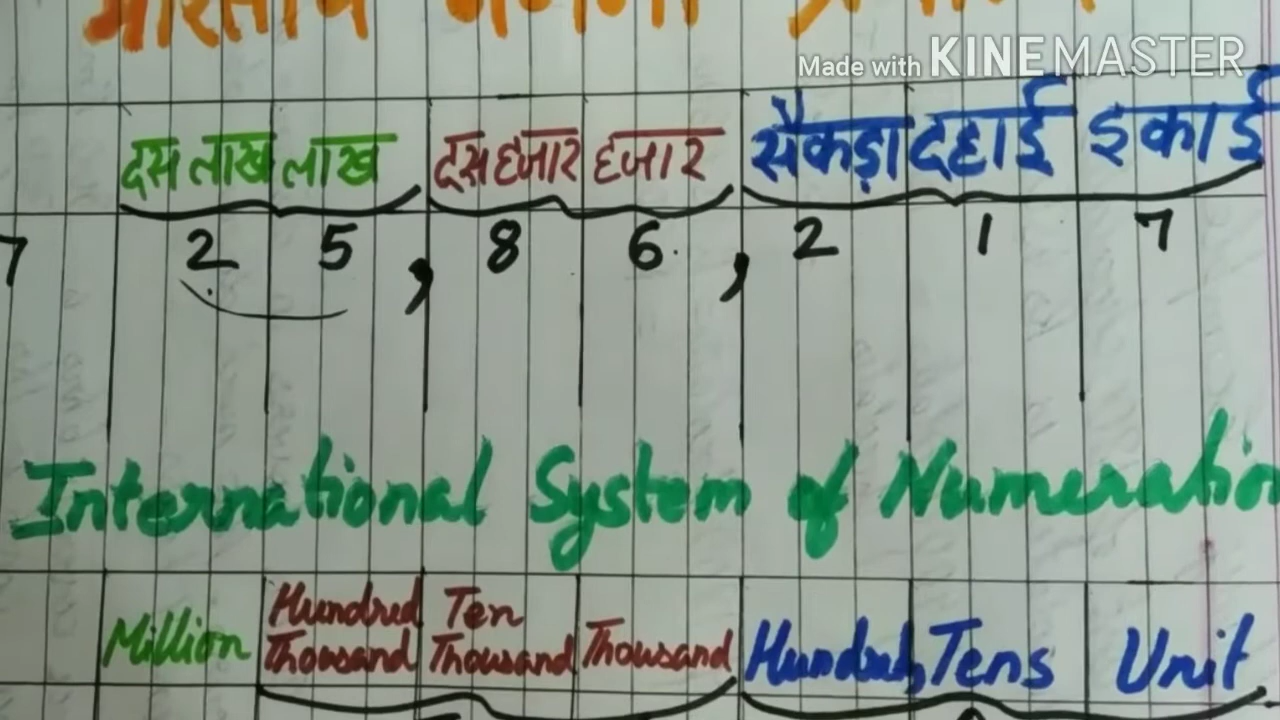 Made with KINEMASTER
दस लाख लाख दस हजार हजार सैकड़ा दहाई इकाई
7 2 5 , 8 6 , 2 1 7
International System of Numeration
Million Hundred Thousand Ten Thousand Thousand Hundred Tens Unit